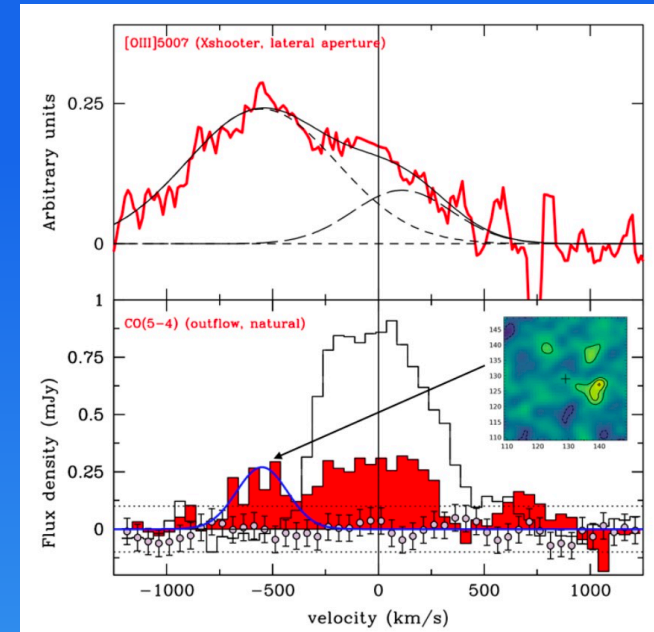 [OIII]5007 (Xshooter, lateral aperture)
Arbitrary units
0.25
0
1
CO(5-4) (outflow, natural)
Flux density (mJy)
0.75
0.5
0.25
0
145
140
135
130
125
120
115
110
110 120 130 140
−1000 −500 0 500 1000
velocity (km/s)